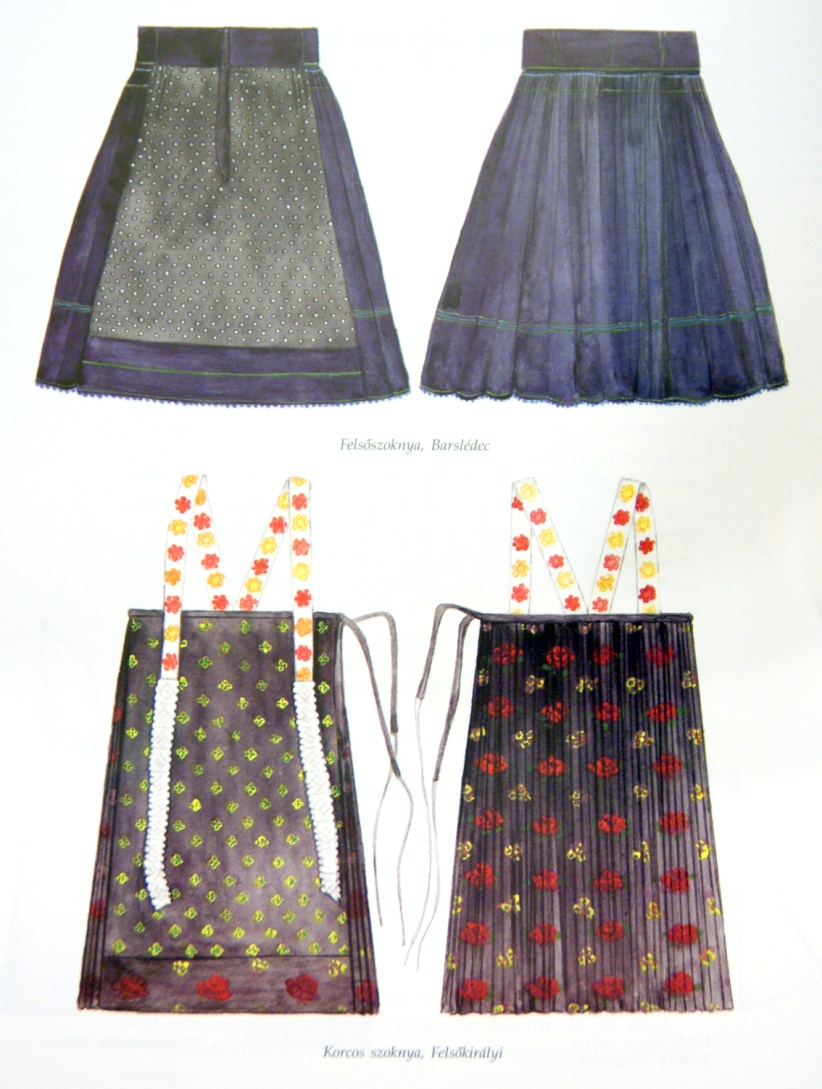 Felsőszoknya, Barslédec
Korcos szoknya, Felsőkirályi